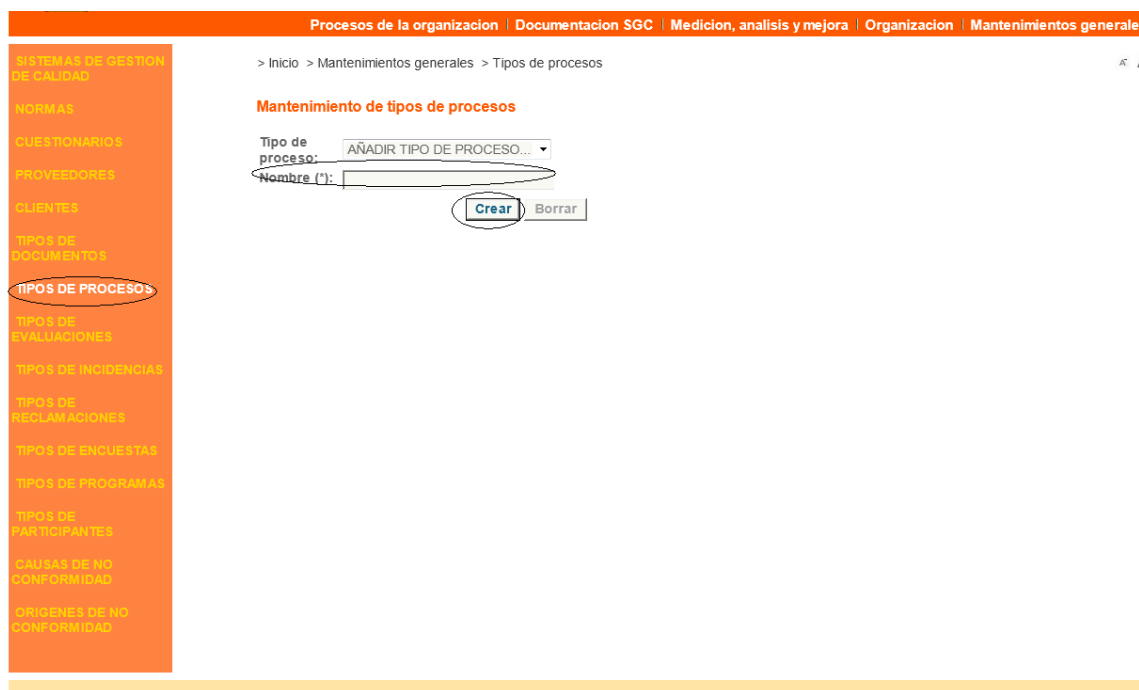 Procesos de la organizacion | Documentacion SGC | Medicion, analisis y mejora | Organizacion | Mantenimientos generale
> Inicio > Mantenimientos generales > Tipos de procesos
Mantenimiento de tipos de procesos
Tipo de
proceso:
AÑADIR TIPO DE PROCESO...
Nombre (*):
Crear
Borrar
SISTEMAS DE GESTION
DE CALIDAD
NORMAS
CUESTIONARIOS
PROVEEDORES
CLIENTES
TIPOS DE
DOCUMENTOS
TIPOS DE PROCESOS
TIPOS DE
EVALUACIONES
TIPOS DE INCIDENCIAS
TIPOS DE
RECLAMACIONES
TIPOS DE ENCUESTAS
TIPOS DE PROGRAMAS
TIPOS DE
PARTICIPANTES
CAUSAS DE NO
CONFORMIDAD
ORIGENES DE NO
CONFORMIDAD